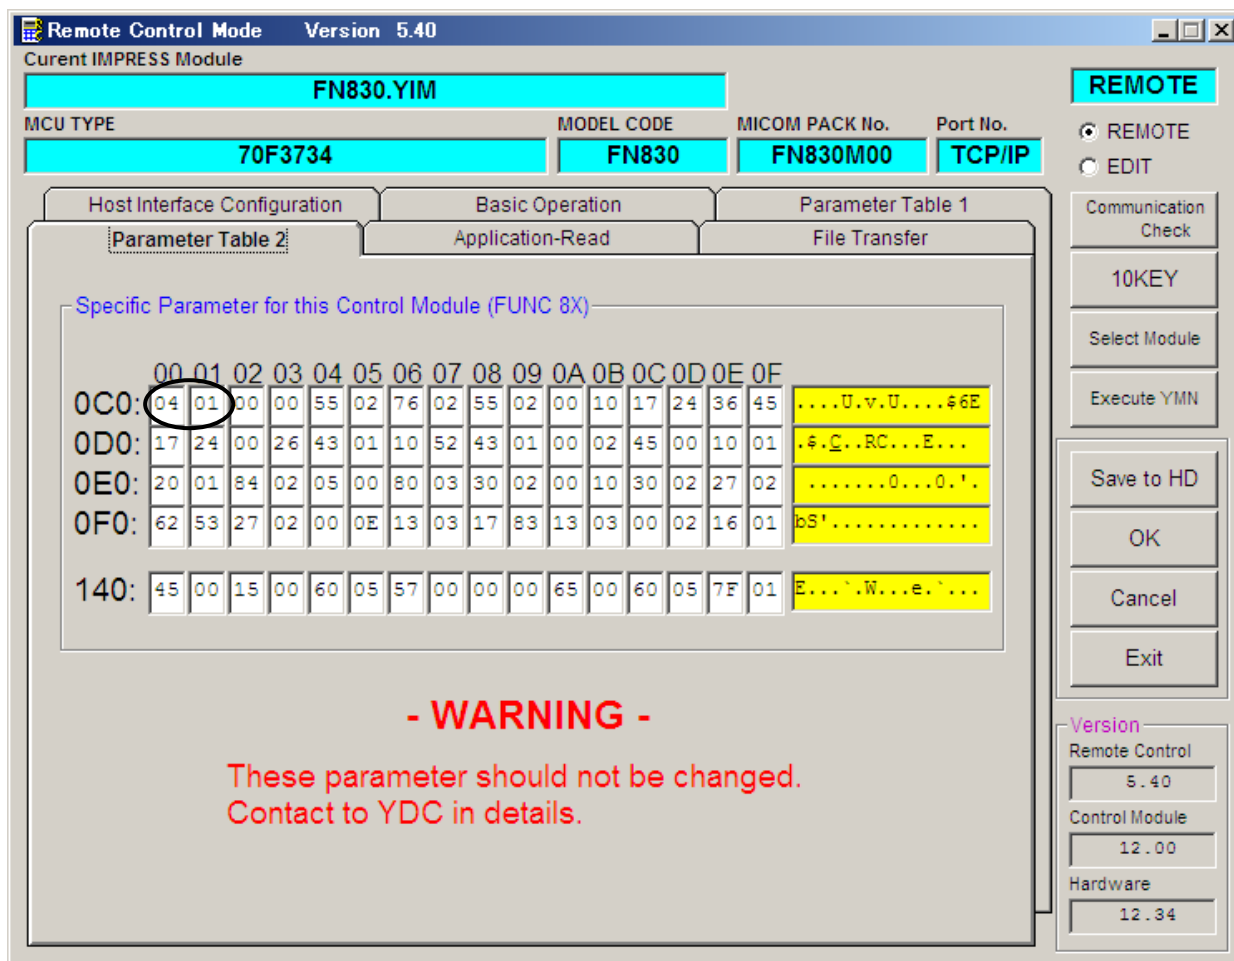 Remote Control Mode Version 5.40
Curent IMPRESS Module
FN830.YIM
REMOTE
MCU TYPE MODEL CODE MICOM PACK No. Port No.
70F3734 FN830 FN830M00 TCP/IP
REMOTE
EDIT
Host Interface Configuration Basic Operation Parameter Table 1
Parameter Table 2 Application-Read File Transfer
Communication
Check
10KEY
Select Module
Execute YMN
Save to HD
OK
Cancel
Exit
Specific Parameter for this Control Module (FUNC 8X)
00 01 02 03 04 05 06 07 08 09 0A 0B 0C 0D 0E 0F
0C0: 04 01 00 00 55 02 76 02 55 02 00 10 17 24 36 45 ....U.v.U....$6E
0D0: 17 24 00 26 43 01 10 52 43 01 00 02 45 00 10 01 .$.C..RC...E...
0E0: 20 01 84 02 05 00 80 03 30 02 00 10 30 02 27 02 .......0...0.'.
0F0: 62 53 27 02 00 0E 13 03 17 83 13 03 00 02 16 01 bS'.............
140: 45 00 15 00 60 05 57 00 00 00 65 00 60 05 7F 01 E...`.W...e.`...
- WARNING -
These parameter should not be changed.
Contact to YDC in details.
Version
Remote Control
5.40
Control Module
12.00
Hardware
12.34